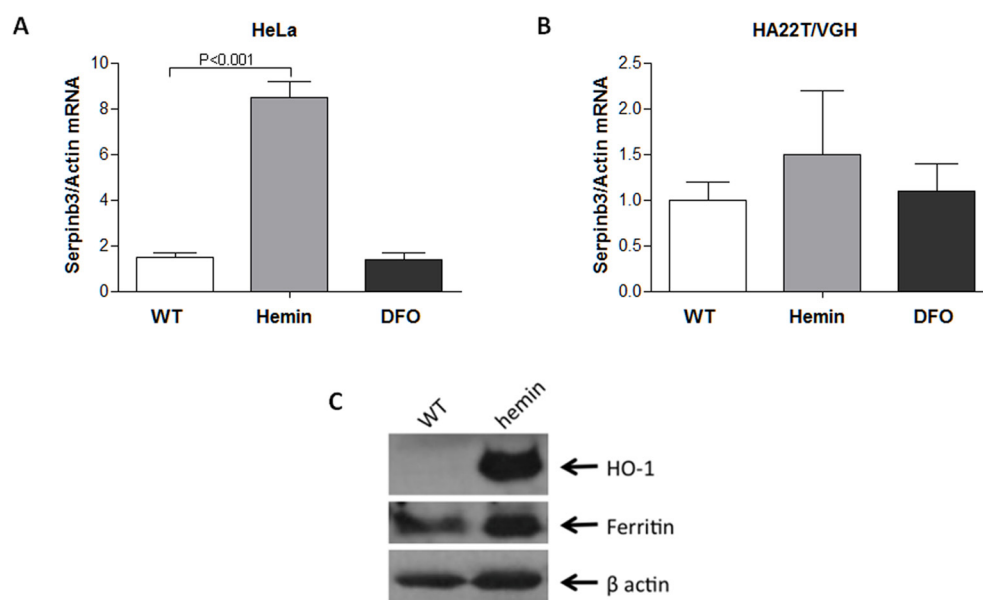 A
HeLa
P<0.001
Serpinb3/Actin mRNA
10
8
6
4
2
0
WT Hemin DFO
B
HA22T/VGH
Serpinb3/Actin mRNA
2.5
2.0
1.5
1.0
0.5
0.0
WT Hemin DFO
C
WT hemin
HO-1
Ferritin
β actin